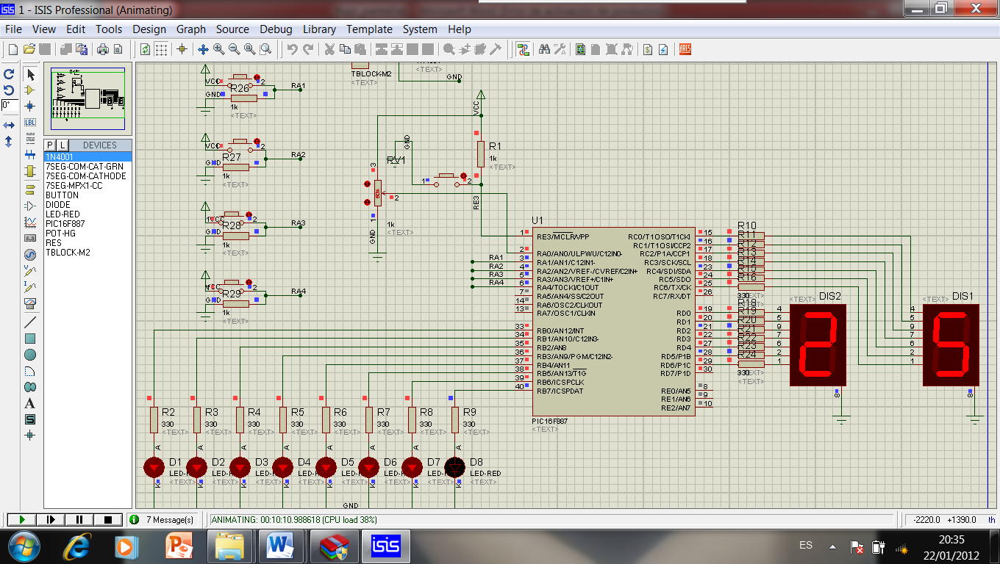 1 - ISIS Professional (Animating)
File View Edit Tools Design Graph Source Debug Library Template System Help
ARES
0°
LBL
P L DEVICES
1N4001
7SEG-COM-CAT-GRN
7SEG-COM-CATHODE
7SEG-MPX1-CC
BUTTON
DIODE
LED-RED
PIC16F887
POT-HG
RES
TBLOCK-M2
VCC 2 RA1
GND R26
1k
<TEXT>
VCC 2 RA2
GND R27
1k
<TEXT>
1 VCC 2 RA3
GND R28
1k
<TEXT>
VCC 2 RA4
GND R29
1k
<TEXT>
TBLOCK-M2
<TEXT>
GND
<TEXT>
VCC
R1
1k
<TEXT>
GND
RV1
3
1 2
50%
2
1
1k
<TEXT>
GND
RE3
U1
1 RE3/MCLR/VPP
2 RA0/AN0/ULPWU/C12IN0-
RA1 3 RA1/AN1/C12IN1-
RA2 4 RA2/AN2/VREF-/CVREF/C2IN+
RA3 5 RA3/AN3/VREF+/C1IN+
RA4 6 RA4/T0CKI/C1OUT
7 RA5/AN4/SS/C2OUT
14 RA6/OSC2/CLKOUT
13 RA7/OSC1/CLKIN
33 RB0/AN12/INT
34 RB1/AN10/C12IN3-
35 RB2/AN8
36 RB3/AN9/PGM/C12IN2-
37 RB4/AN11
38 RB5/AN13/T1G
39 RB6/ICSPCLK
40 RB7/ICSPDAT
RC0/T1OSO/T1CKI 15
RC1/T1OSI/CCP2 16
RC2/P1A/CCP1 17
RC3/SCK/SCL 18
RC4/SDI/SDA 23
RC5/SDO 24
RC6/TX/CK 25
RC7/RX/DT 26
RD0 19
RD1 20
RD2 21
RD3 22
RD4 27
RD5/P1B 28
RD6/P1C 29
RD7/P1D 30
RE0/AN5 8
RE1/AN6 9
RE2/AN7 10
PIC16F887
<TEXT>
R10
R11
R12
R13
R14
R15
R16
330
<TEXT>
R18
R19
R20
R21
R22
R23
R24
330
<TEXT>
<TEXT>
<TEXT> DIS2
4
5
9
7
6
2
1
8
<TEXT> DIS1
4
5
9
7
6
2
1
8
25
R2 R3 R4 R5 R6 R7 R8 R9
330 330 330 330 330 330 330 330
<TEXT> <TEXT> <TEXT> <TEXT> <TEXT> <TEXT> <TEXT> <TEXT>
A A A A A A A A
D1 D2 D3 D4 D5 D6 D7 D8
LED-RED
<TEXT>
K K K K K K K K
GND
7 Message(s)
ANIMATING: 00:10:10.988618 (CPU load 38%)
-2220.0 +1390.0 th
isis
ES
20:35
22/01/2012